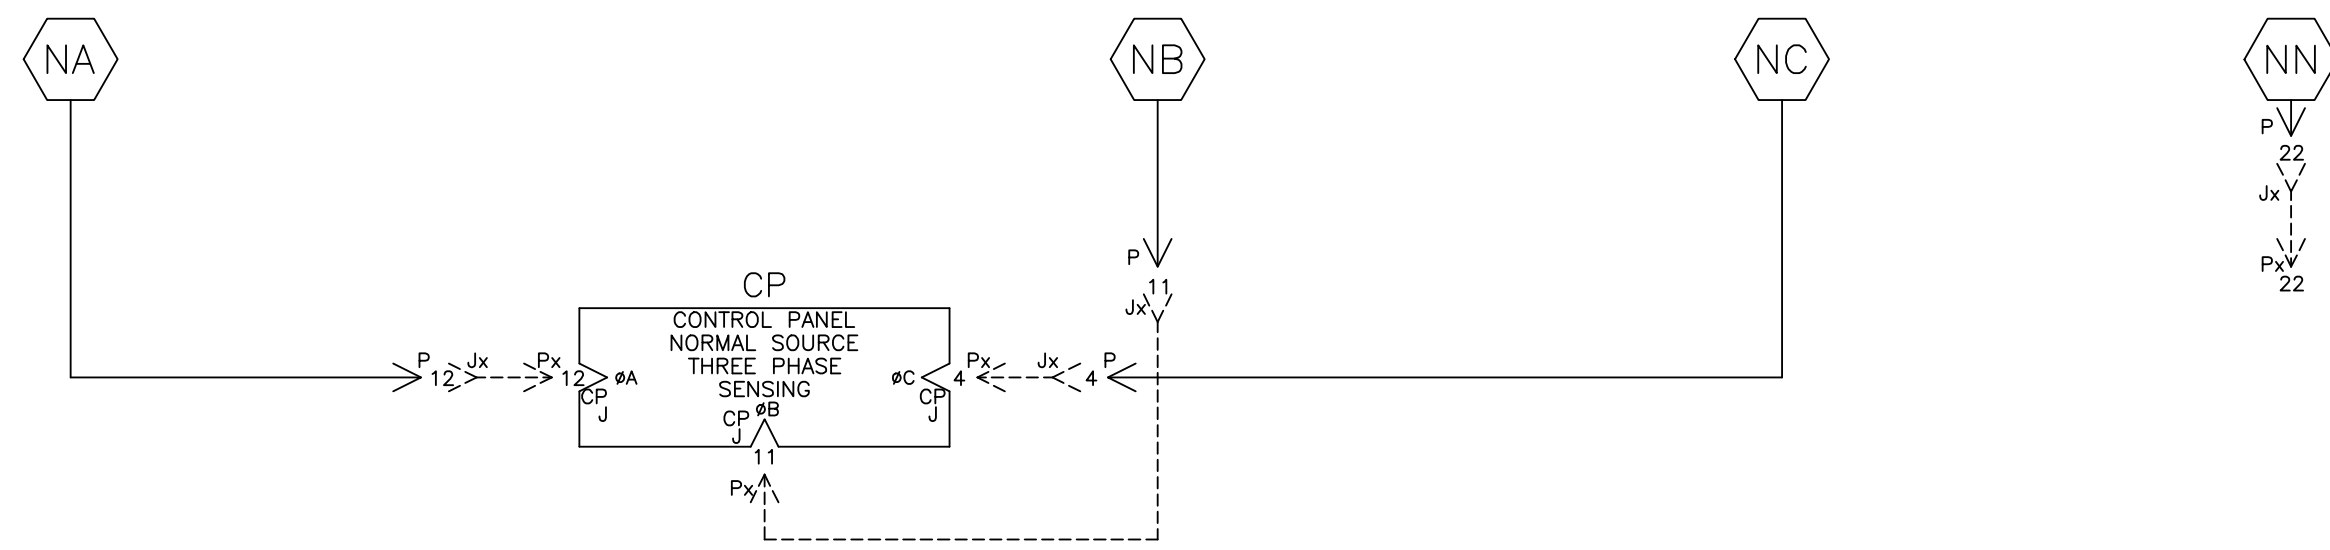 NA
NB
NC
NN
P
22
Jx
Px
22
P
11
Jx
CP
CONTROL PANEL
NORMAL SOURCE
THREE PHASE
SENSING
P
12
Jx
Px
12
øA
CP
J
øC
4
Px
Jx
4
P
CP
J
øB
CP
J
11
Px